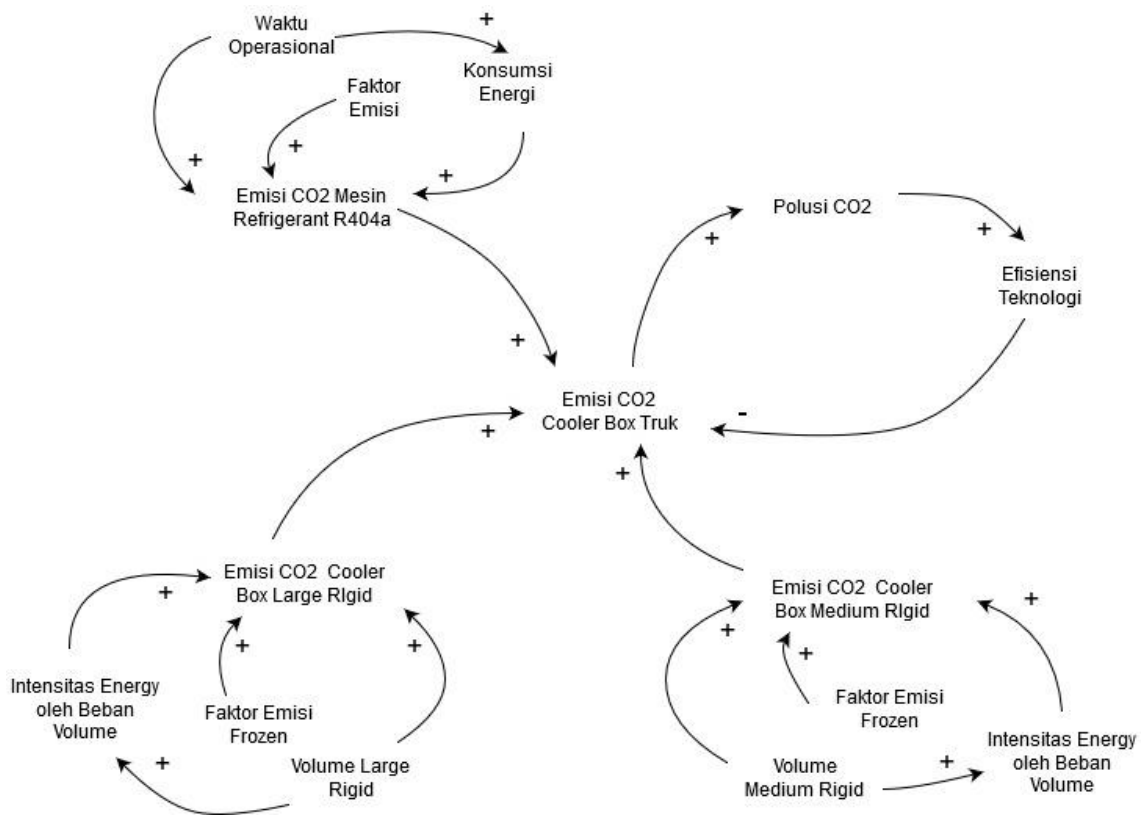 Waktu
Operasional
+
Konsumsi
Energi
Faktor
Emisi
+
+
+
Emisi CO2 Mesin
Refrigerant R404a
Polusi CO2
+
+
Efisiensi
Teknologi
+
Emisi CO2
Cooler Box Truk
-
+
+
Emisi CO2  Cooler
Box Large RIgid
+
+
+
Intensitas Energy
oleh Beban
Volume
Faktor Emisi
Frozen
+
Volume Large
Rigid
Emisi CO2  Cooler
Box Medium RIgid
+
+
+
Faktor Emisi
Frozen
Intensitas Energy
oleh Beban
Volume
+
Volume
Medium Rigid